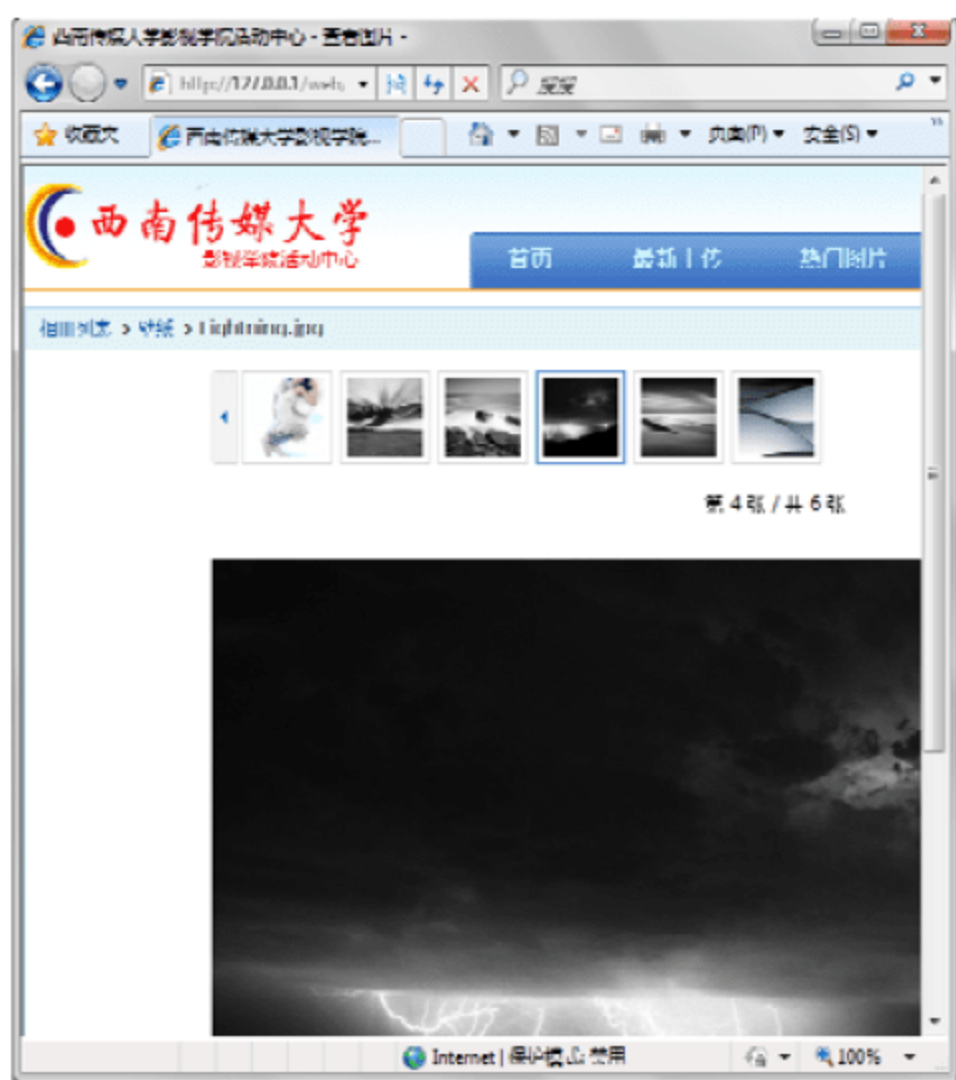 西南传媒大学影视学院活动中心 - 查看图片 -
http://127.0.0.1/web
搜搜
收藏夹 西南传媒大学影视学院... 页面(P) 安全(S)
西南传媒大学
影视学院活动中心
首页 最新上传 热门图片
相册列表 > 壁纸 > Lightning.jpg
第 4 张 / 共 6 张
Internet | 保护模式: 禁用 100%